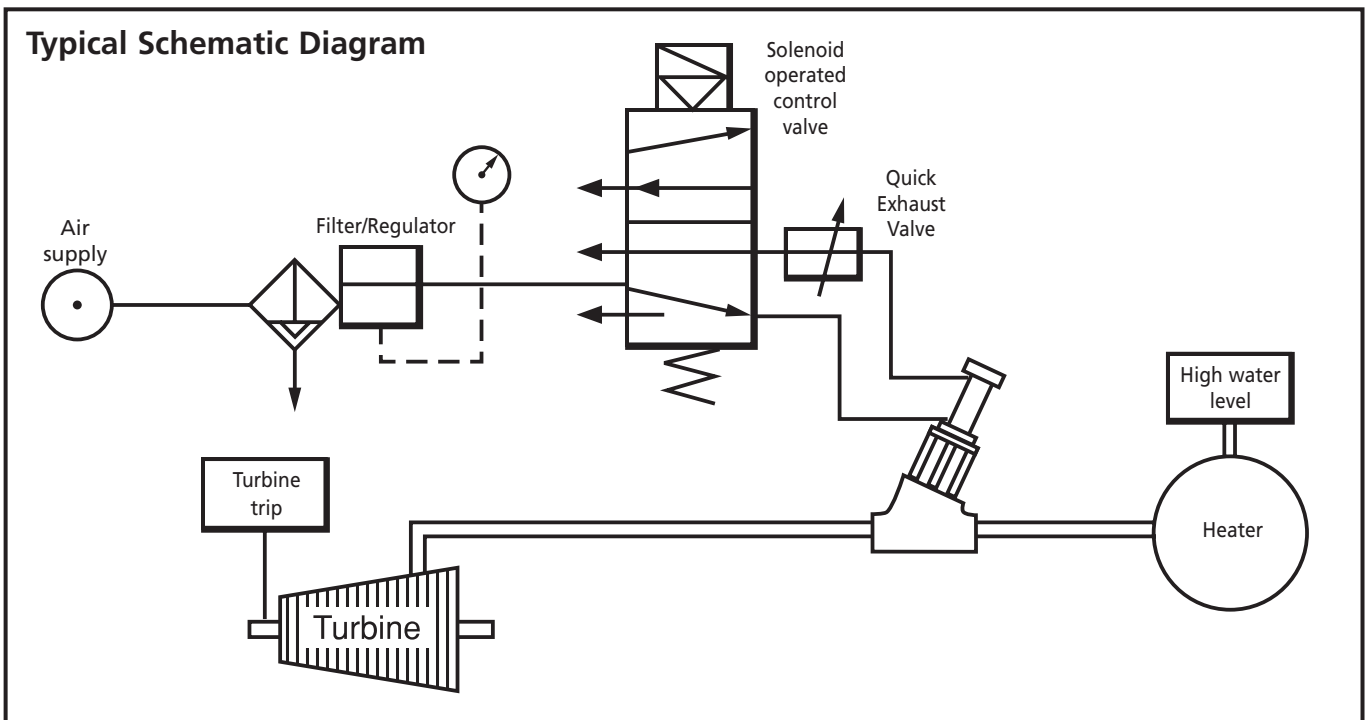 Typical Schematic Diagram
Solenoid
operated
control
valve
Quick
Exhaust
Valve
Air
supply
Filter/Regulator
High water
level
Turbine
trip
Heater
Turbine